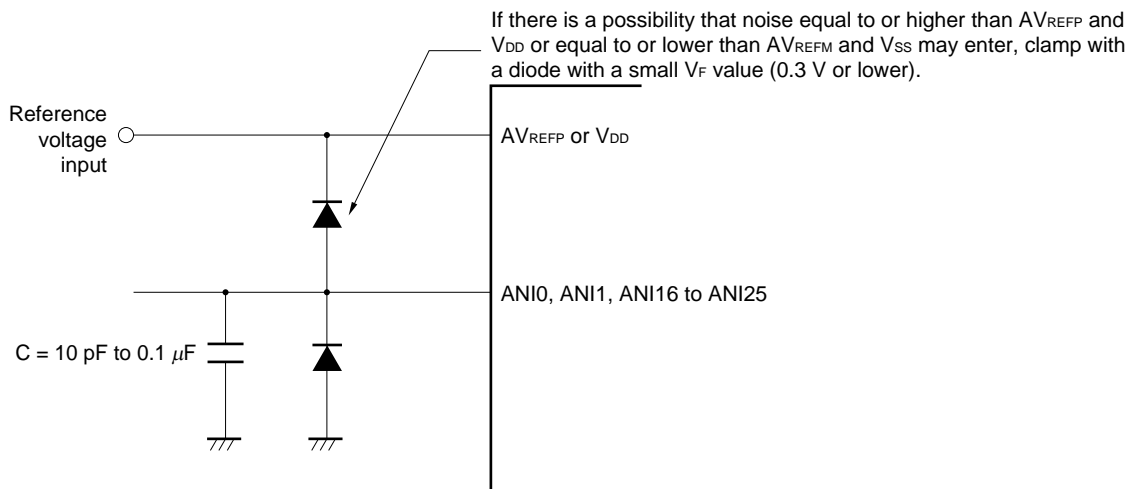 If there is a possibility that noise equal to or higher than AVREFP and
VDD or equal to or lower than AVREFM and VSS may enter, clamp with
a diode with a small VF value (0.3 V or lower).
Reference
voltage
input
AVREFP or VDD
ANI0, ANI1, ANI16 to ANI25
C = 10 pF to 0.1 μF